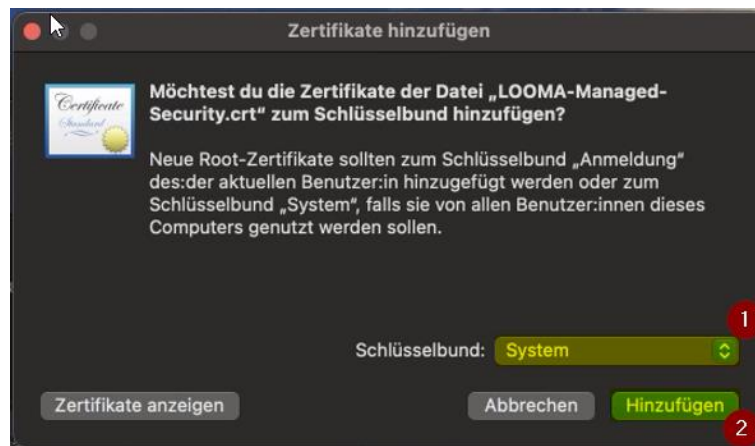 Zertifikate hinzufügen
Certificate
Standard
Möchtest du die Zertifikate der Datei „LOOMA-Managed-
Security.crt“ zum Schlüsselbund hinzufügen?
Neue Root-Zertifikate sollten zum Schlüsselbund „Anmeldung“
des:der aktuellen Benutzer:in hinzugefügt werden oder zum
Schlüsselbund „System“, falls sie von allen Benutzer:innen dieses
Computers genutzt werden sollen.
1
Schlüsselbund: System
Zertifikate anzeigen Abbrechen Hinzufügen
2